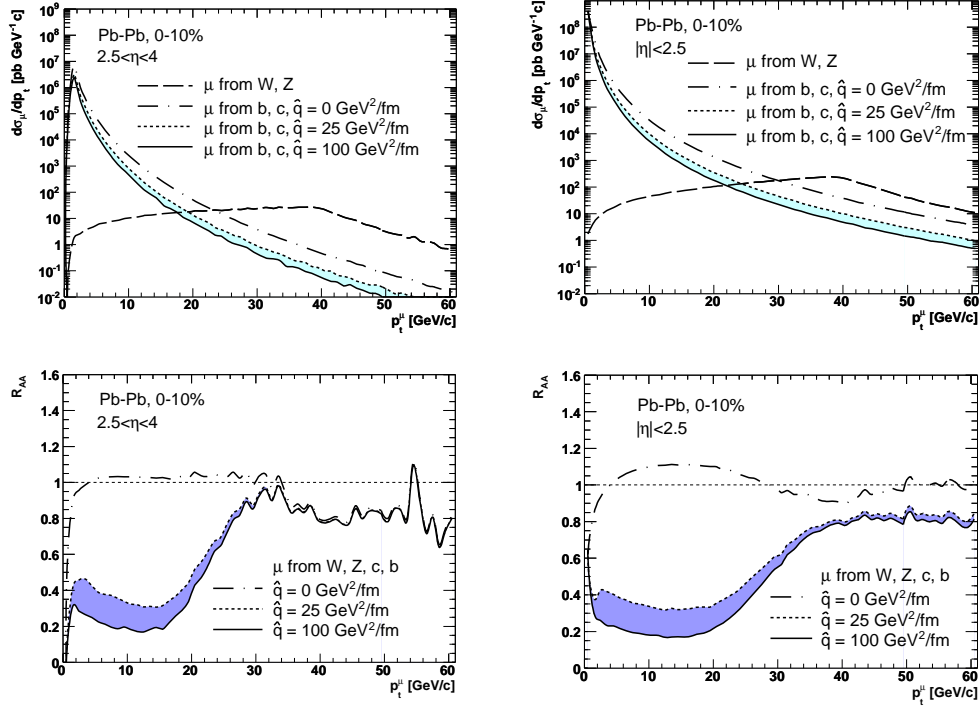 dσμ/dpt [pb GeV⁻¹ c]
10⁹
10⁸
10⁷
10⁶
10⁵
10⁴
10³
10²
10
1
10⁻¹
10⁻²
Pb-Pb, 0-10%
2.5<η<4
μ from W, Z
μ from b, c, q̂ = 0 GeV²/fm
μ from b, c, q̂ = 25 GeV²/fm
μ from b, c, q̂ = 100 GeV²/fm
0 10 20 30 40 50 60
pt^μ [GeV/c]
dσμ/dpt [pb GeV⁻¹ c]
10⁸
10⁷
10⁶
10⁵
10⁴
10³
10²
10
1
10⁻¹
10⁻²
Pb-Pb, 0-10%
|η|<2.5
μ from W, Z
μ from b, c, q̂ = 0 GeV²/fm
μ from b, c, q̂ = 25 GeV²/fm
μ from b, c, q̂ = 100 GeV²/fm
0 10 20 30 40 50 60
pt^μ [GeV/c]
RAA
1.6
1.4
1.2
1
0.8
0.6
0.4
0.2
0
Pb-Pb, 0-10%
2.5<η<4
μ from W, Z, c, b
q̂ = 0 GeV²/fm
q̂ = 25 GeV²/fm
q̂ = 100 GeV²/fm
0 10 20 30 40 50 60
pt^μ [GeV/c]
RAA
1.6
1.4
1.2
1
0.8
0.6
0.4
0.2
0
Pb-Pb, 0-10%
|η|<2.5
μ from W, Z, c, b
q̂ = 0 GeV²/fm
q̂ = 25 GeV²/fm
q̂ = 100 GeV²/fm
0 10 20 30 40 50 60
pt^μ [GeV/c]